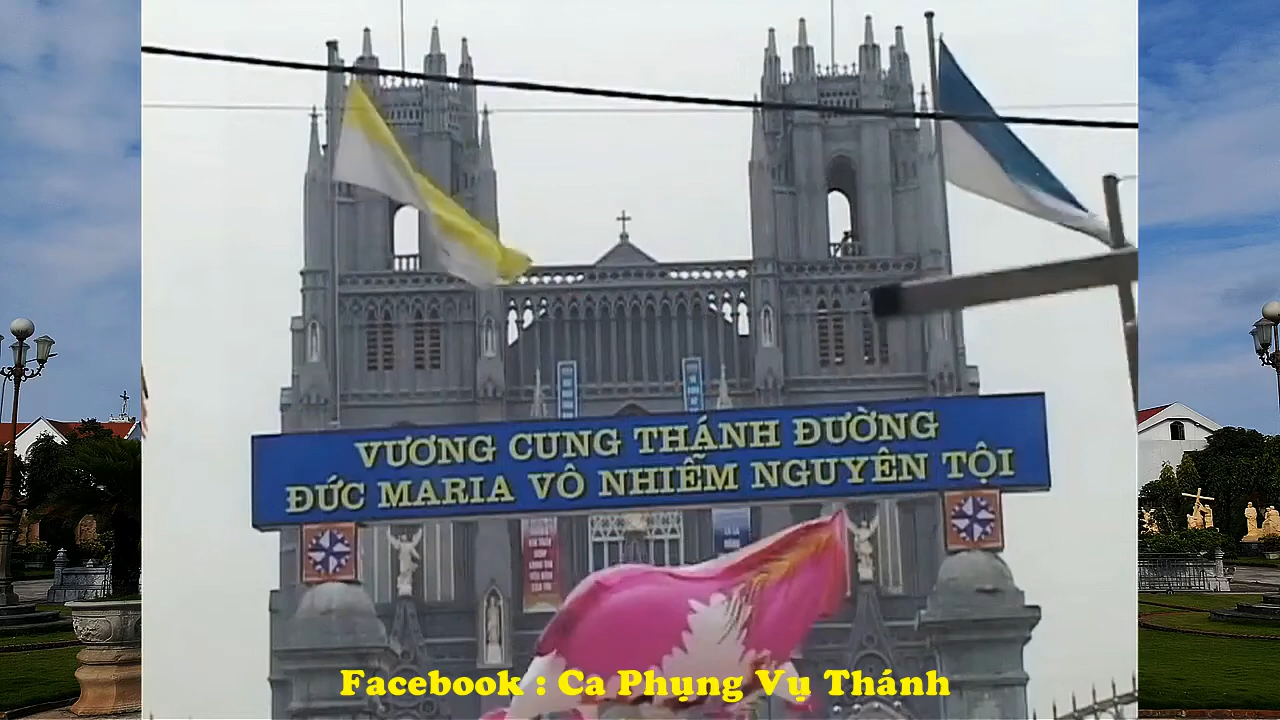 VƯƠNG CUNG THÁNH ĐƯỜNG
ĐỨC MARIA VÔ NHIỄM NGUYÊN TỘI
Facebook : Ca Phụng Vụ Thánh